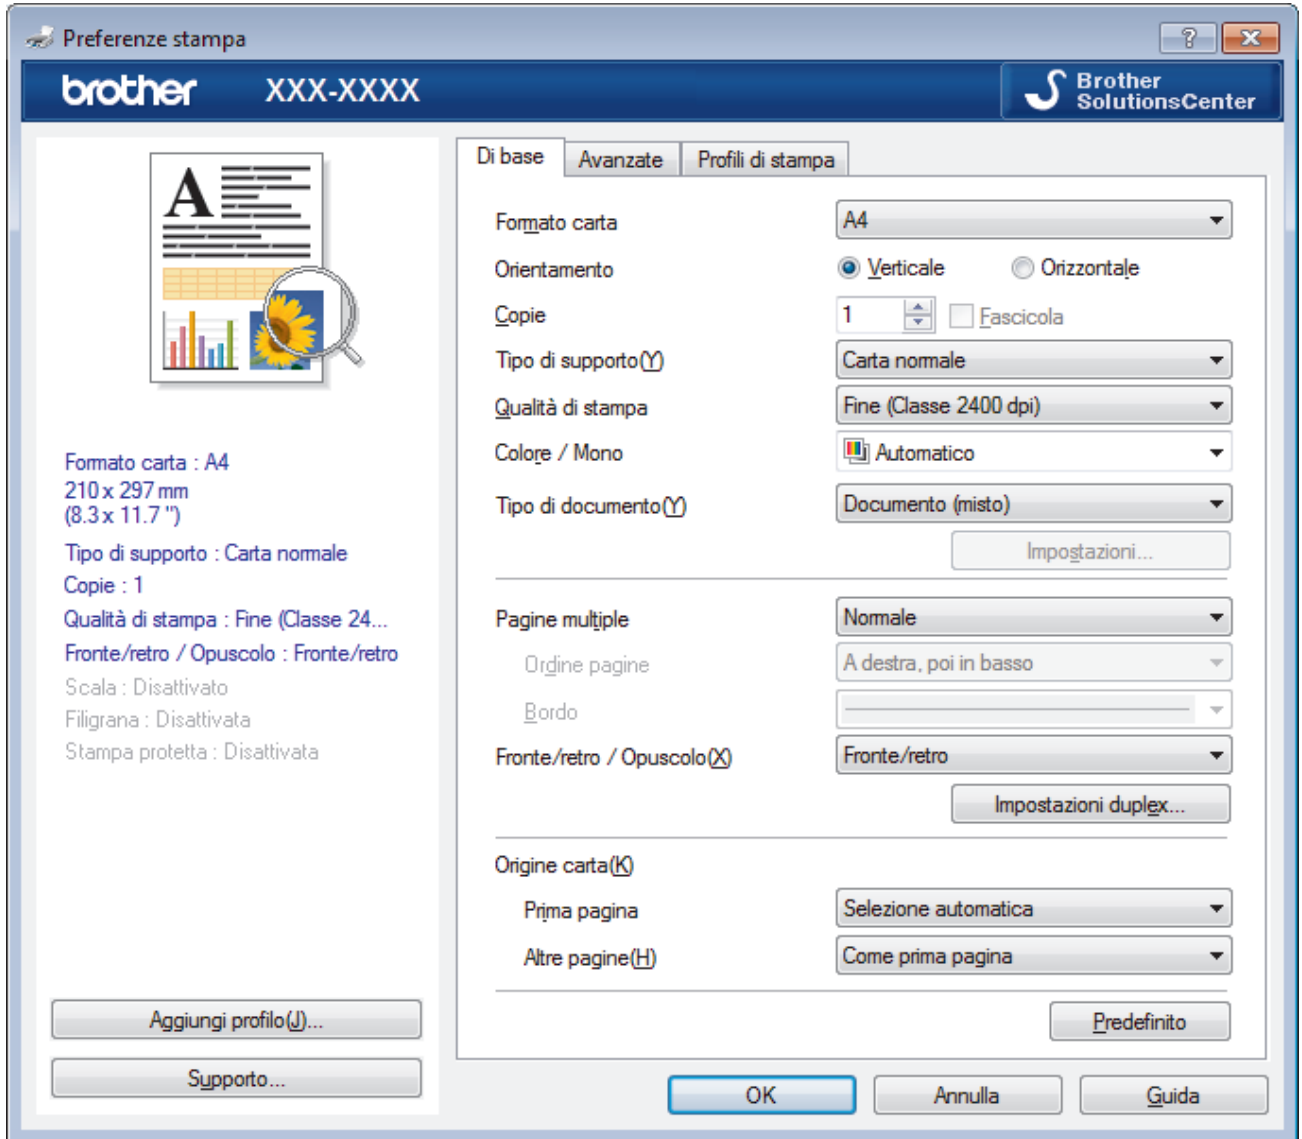 Preferenze stampa
brother XXX-XXXX
Brother
SolutionsCenter
A
Formato carta : A4
210 x 297 mm
(8.3 x 11.7 ")
Tipo di supporto : Carta normale
Copie : 1
Qualità di stampa : Fine (Classe 24...
Fronte/retro / Opuscolo : Fronte/retro
Scala : Disattivato
Filigrana : Disattivata
Stampa protetta : Disattivata
Aggiungi profilo(J)...
Supporto...
Di base Avanzate Profili di stampa
Formato carta A4
Orientamento Verticale Orizzontale
Copie 1 Fascicola
Tipo di supporto(Y) Carta normale
Qualità di stampa Fine (Classe 2400 dpi)
Colore / Mono Automatico
Tipo di documento(Y) Documento (misto)
Impostazioni...
Pagine multiple Normale
Ordine pagine A destra, poi in basso
Bordo
Fronte/retro / Opuscolo(X) Fronte/retro
Impostazioni duplex...
Origine carta(K)
Prima pagina Selezione automatica
Altre pagine(H) Come prima pagina
Predefinito
OK Annulla Guida